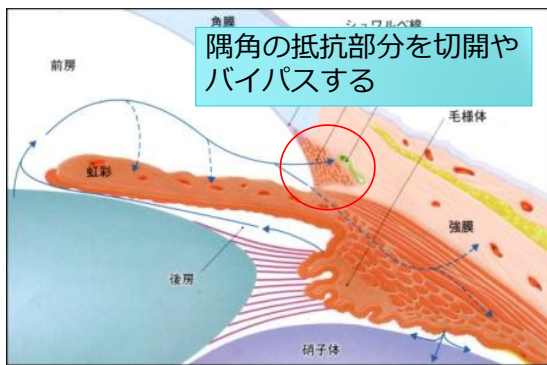 角膜
シュワルベ線
隅角の抵抗部分を切開や
バイパスする
前房
毛様体
虹彩
強膜
後房
硝子体